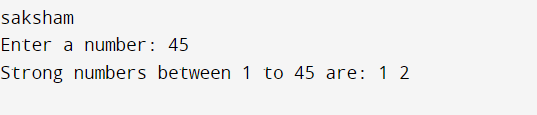 saksham
Enter a number: 45
Strong numbers between 1 to 45 are: 1 2